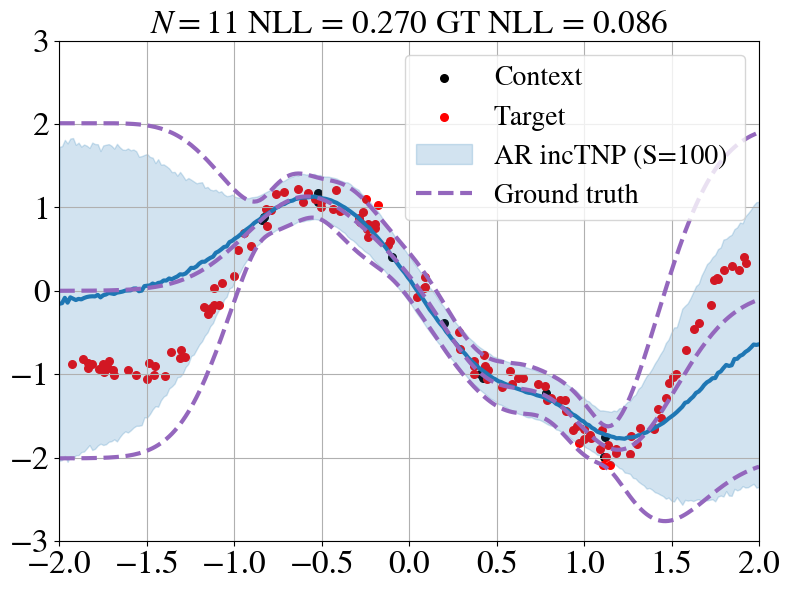 N = 11 NLL = 0.270 GT NLL = 0.086
3
2
1
0
−1
−2
−3
Context
Target
AR incTNP (S=100)
Ground truth
−2.0 −1.5 −1.0 −0.5 0.0 0.5 1.0 1.5 2.0